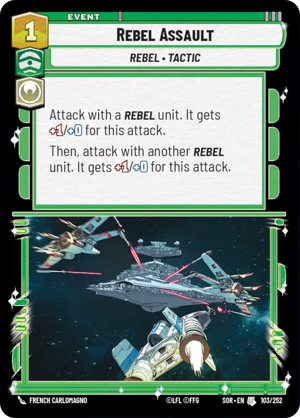 EVENT
1
REBEL ASSAULT
REBEL • TACTIC
Attack with a REBEL unit. It gets
+1/+0 for this attack.
Then, attack with another REBEL
unit. It gets +1/+0 for this attack.
FRENCH CARLOMAGNO
©LFL ©FFG
SOR • EN U 103/252